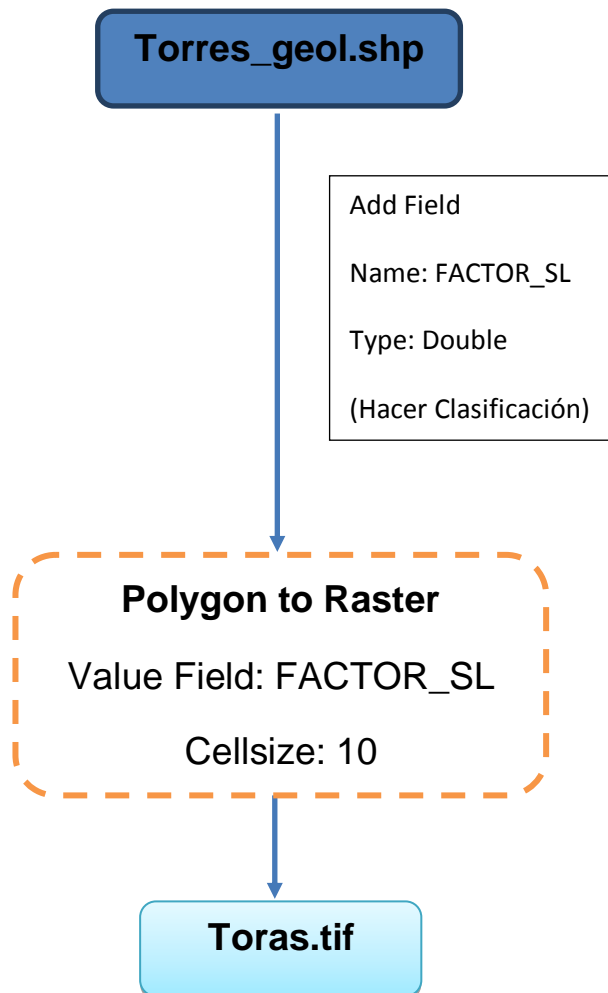 Torres_geol.shp
Add Field
Name: FACTOR_SL
Type: Double
(Hacer Clasificación)
Polygon to Raster
Value Field: FACTOR_SL
Cellsize: 10
Toras.tif